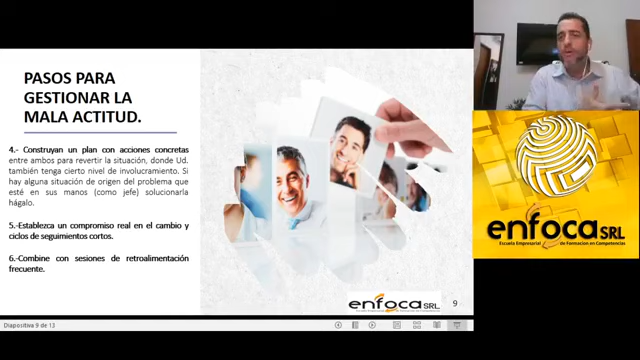 PASOS PARA
GESTIONAR LA
MALA ACTITUD.
4.- Construyan un plan con acciones concretas
entre ambos para revertir la situación, donde Ud.
también tenga cierto nivel de involucramiento. Si
hay alguna situación de origen del problema que
esté en sus manos (como jefe) solucionarla
hágalo.
5.-Establezca un compromiso real en el cambio y
ciclos de seguimientos cortos.
6.-Combine con sesiones de retroalimentación
frecuente.
enfoca SRL
9
Diapositiva 9 de 13
enfoca SRL
Escuela Empresarial de Formacion en Competencias